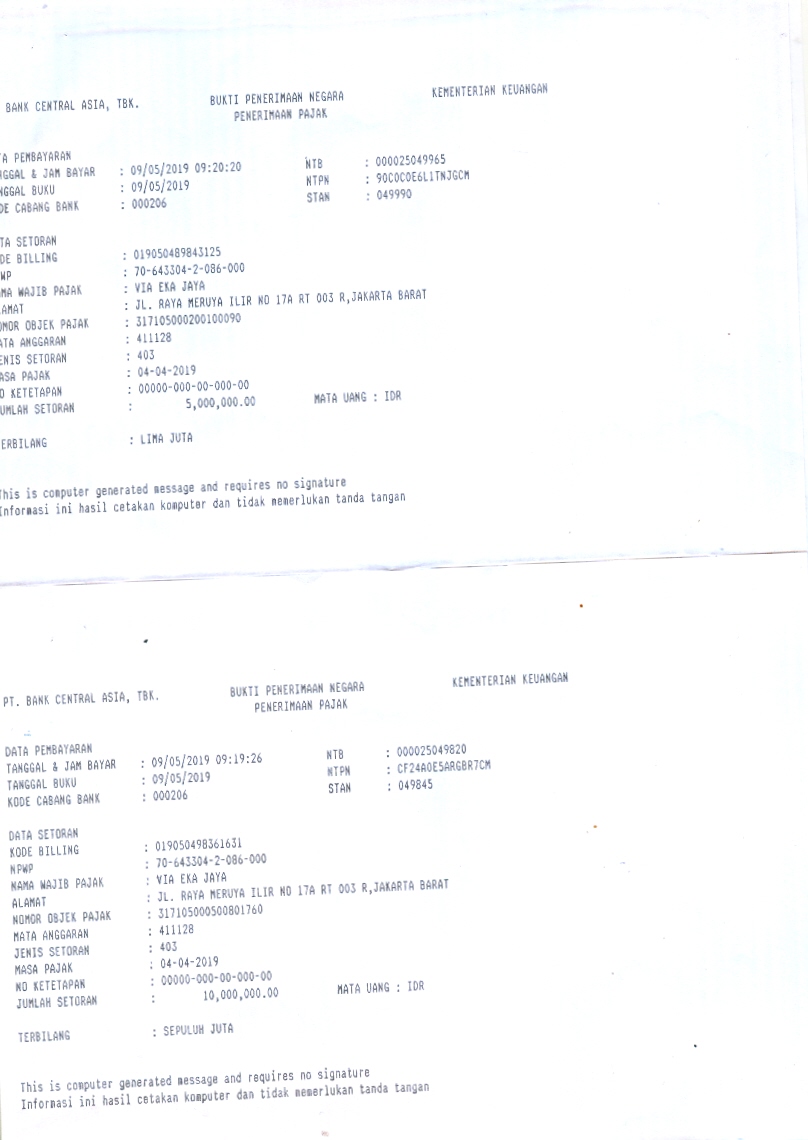 BANK CENTRAL ASIA, TBK. BUKTI PENERIMAAN NEGARA KEMENTERIAN KEUANGAN
PENERIMAAN PAJAK
TA PEMBAYARAN
NGGAL & JAM BAYAR : 09/05/2019 09:20:20 NTB : 000025049965
NGGAL BUKU : 09/05/2019 NTPN : 90C0C0E6L1TNJGCM
DE CABANG BANK : 000206 STAN : 049990
TA SETORAN
DE BILLING : 019050489843125
WP : 70-643304-2-086-000
MA WAJIB PAJAK : VIA EKA JAYA
AMAT : JL. RAYA MERUYA ILIR NO 17A RT 003 R,JAKARTA BARAT
OMOR OBJEK PAJAK : 317105000200100090
ATA ANGGARAN : 411128
ENIS SETORAN : 403
ASA PAJAK : 04-04-2019
O KETETAPAN : 00000-000-00-000-00
UMLAH SETORAN : 5,000,000.00 MATA UANG : IDR
ERBILANG : LIMA JUTA
This is computer generated message and requires no signature
Informasi ini hasil cetakan komputer dan tidak memerlukan tanda tangan
PT. BANK CENTRAL ASIA, TBK. BUKTI PENERIMAAN NEGARA KEMENTERIAN KEUANGAN
PENERIMAAN PAJAK
DATA PEMBAYARAN
TANGGAL & JAM BAYAR : 09/05/2019 09:19:26 NTB : 000025049820
TANGGAL BUKU : 09/05/2019 NTPN : CF24A0E5ARGBR7CM
KODE CABANG BANK : 000206 STAN : 049845
DATA SETORAN
KODE BILLING : 019050498361631
NPWP : 70-643304-2-086-000
NAMA WAJIB PAJAK : VIA EKA JAYA
ALAMAT : JL. RAYA MERUYA ILIR NO 17A RT 003 R,JAKARTA BARAT
NOMOR OBJEK PAJAK : 317105000500801760
MATA ANGGARAN : 411128
JENIS SETORAN : 403
MASA PAJAK : 04-04-2019
NO KETETAPAN : 00000-000-00-000-00
JUMLAH SETORAN : 10,000,000.00 MATA UANG : IDR
TERBILANG : SEPULUH JUTA
This is computer generated message and requires no signature
Informasi ini hasil cetakan komputer dan tidak memerlukan tanda tangan